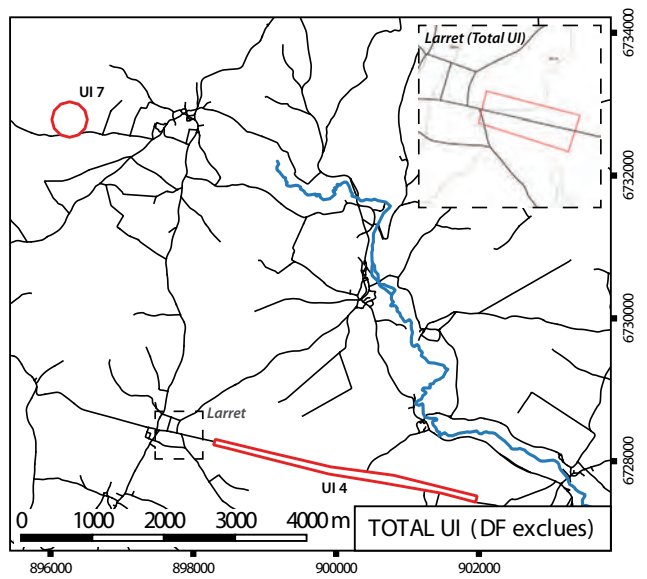 Larret (Total UI)
UI 7
6734000
6732000
6730000
6728000
Larret
UI 4
0 1000 2000 3000 4000 m
TOTAL UI (DF exclues)
896000 898000 900000 902000